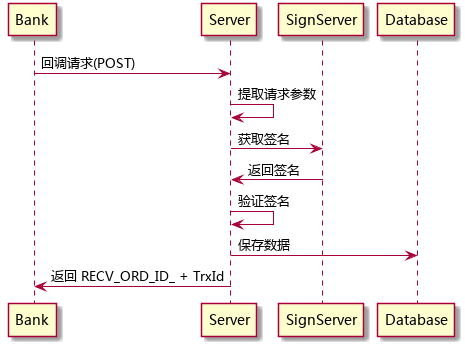 Bank
Server
SignServer
Database
回调请求(POST)
提取请求参数
获取签名
返回签名
验证签名
保存数据
返回 RECV_ORD_ID_ + TrxId
Bank
Server
SignServer
Database